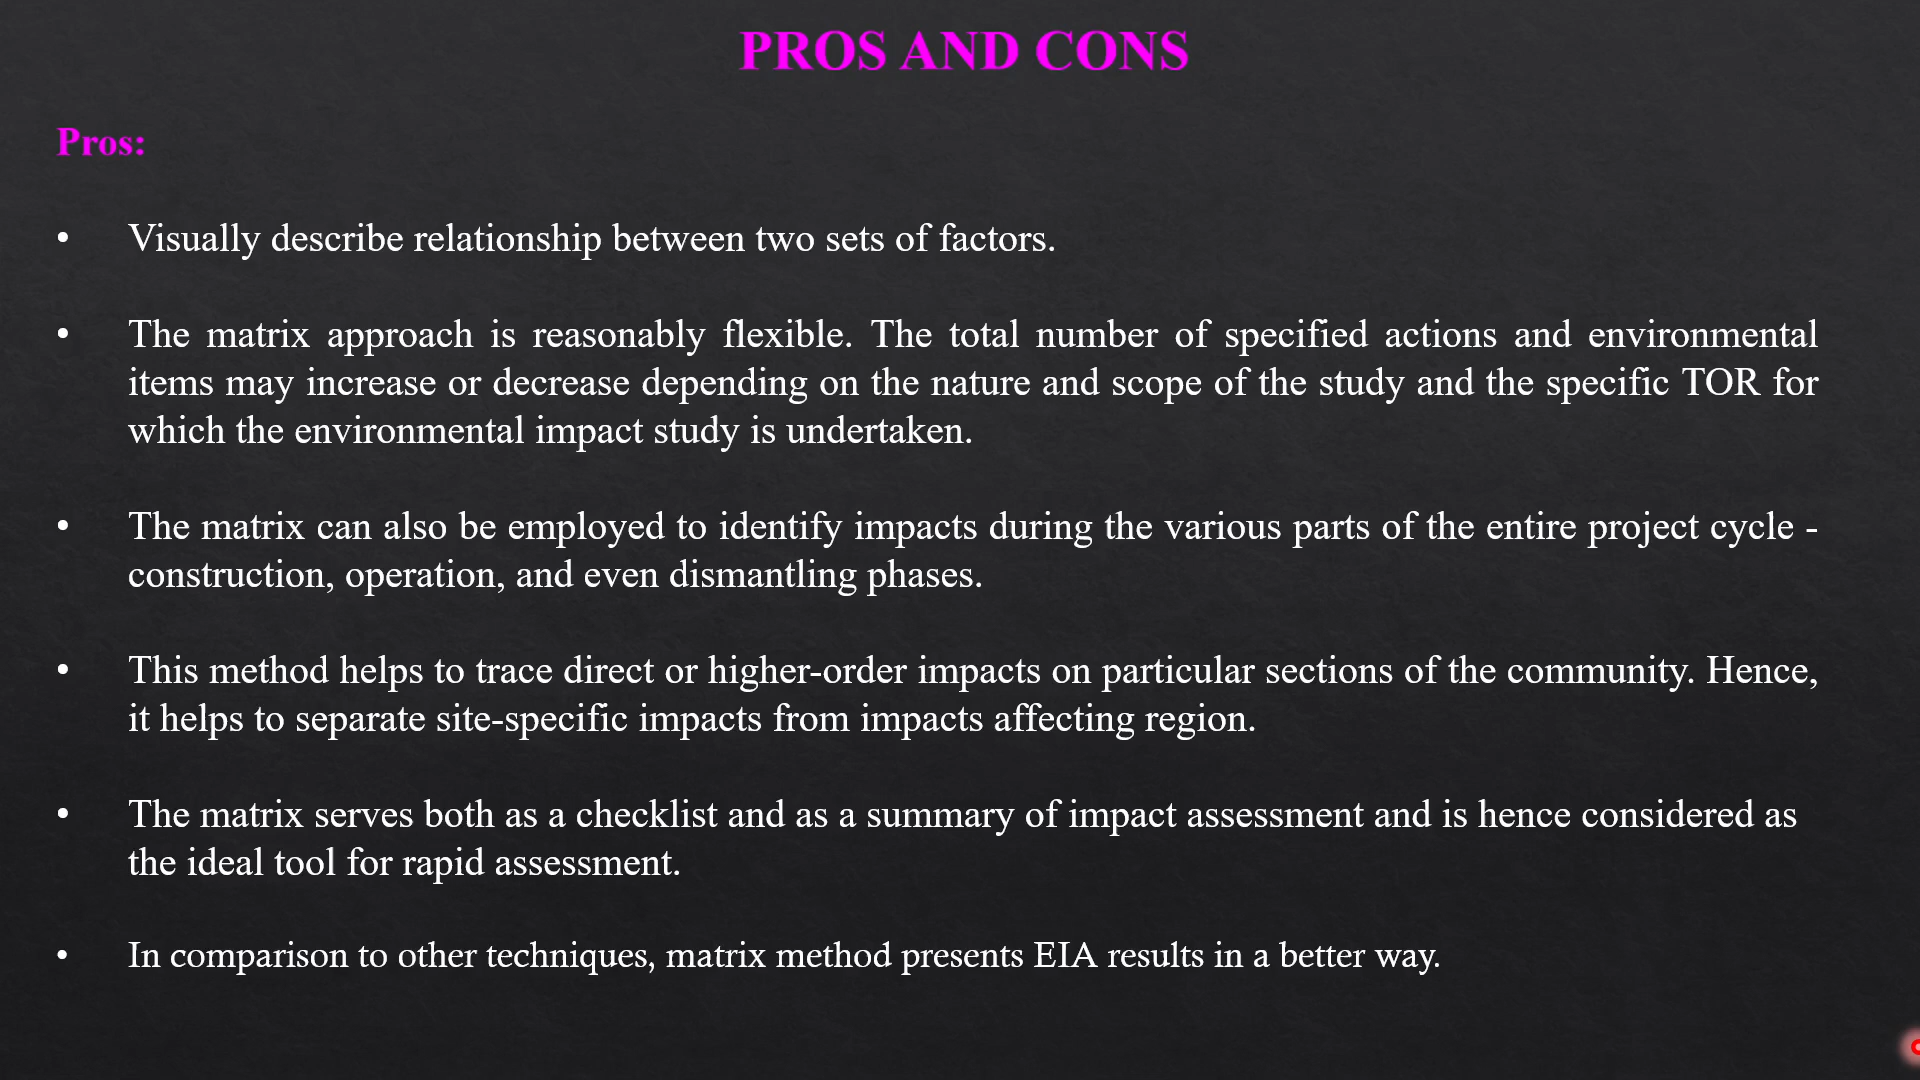 PROS AND CONS
Pros:
• Visually describe relationship between two sets of factors.
• The matrix approach is reasonably flexible. The total number of specified actions and environmental
items may increase or decrease depending on the nature and scope of the study and the specific TOR for
which the environmental impact study is undertaken.
• The matrix can also be employed to identify impacts during the various parts of the entire project cycle -
construction, operation, and even dismantling phases.
• This method helps to trace direct or higher-order impacts on particular sections of the community. Hence,
it helps to separate site-specific impacts from impacts affecting region.
• The matrix serves both as a checklist and as a summary of impact assessment and is hence considered as
the ideal tool for rapid assessment.
• In comparison to other techniques, matrix method presents EIA results in a better way.